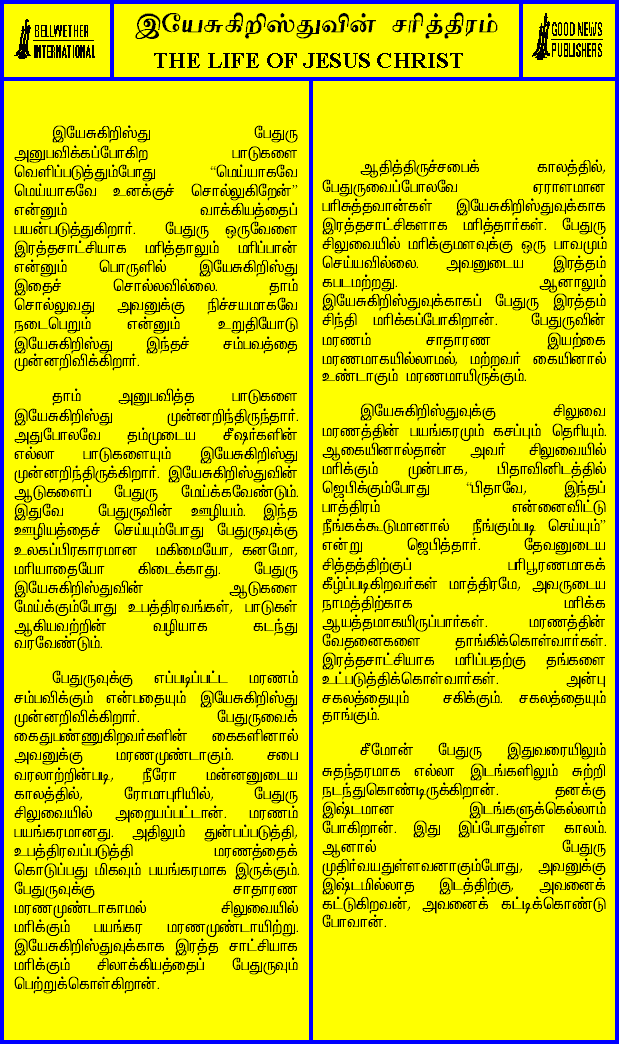 BELLWETHER
INTERNATIONAL
இயேசுகிறிஸ்துவின் சரித்திரம்
THE LIFE OF JESUS CHRIST
GOOD NEWS
PUBLISHERS
இயேசுகிறிஸ்து பேதுரு
அனுபவிக்கப்போகிற பாடுகளை
வெளிப்படுத்தும்போது “மெய்யாகவே
மெய்யாகவே உனக்குச் சொல்லுகிறேன்”
என்னும் வாக்கியத்தைப்
பயன்படுத்துகிறார். பேதுரு ஒருவேளை
இரத்தசாட்சியாக மரித்தாலும் மரிப்பான்
என்னும் பொருளில் இயேசுகிறிஸ்து
இதைச் சொல்லவில்லை. தாம்
சொல்லுவது அவனுக்கு நிச்சயமாகவே
நடைபெறும் என்னும் உறுதியோடு
இயேசுகிறிஸ்து இந்தச் சம்பவத்தை
முன்னறிவிக்கிறார்.
தாம் அனுபவித்த பாடுகளை
இயேசுகிறிஸ்து முன்னறிந்திருந்தார்.
அதுபோலவே தம்முடைய சீஷர்களின்
எல்லா பாடுகளையும் இயேசுகிறிஸ்து
முன்னறிந்திருக்கிறார். இயேசுகிறிஸ்துவின்
ஆடுகளைப் பேதுரு மேய்க்கவேண்டும்.
இதுவே பேதுருவின் ஊழியம். இந்த
ஊழியத்தைச் செய்யும்போது பேதுருவுக்கு
உலகப்பிரகாரமான மகிமையோ, கனமோ,
மரியாதையோ கிடைக்காது. பேதுரு
இயேசுகிறிஸ்துவின் ஆடுகளை
மேய்க்கும்போது உபத்திரவங்கள், பாடுகள்
ஆகியவற்றின் வழியாக கடந்து
வரவேண்டும்.
பேதுருவுக்கு எப்படிப்பட்ட மரணம்
சம்பவிக்கும் என்பதையும் இயேசுகிறிஸ்து
முன்னறிவிக்கிறார். பேதுருவைக்
கைதுபண்ணுகிறவர்களின் கைகளினால்
அவனுக்கு மரணமுண்டாகும். சபை
வரலாற்றின்படி, நீரோ மன்னனுடைய
காலத்தில், ரோமாபுரியில், பேதுரு
சிலுவையில் அறையப்பட்டான். மரணம்
பயங்கரமானது. அதிலும் துன்பப்படுத்தி,
உபத்திரவப்படுத்தி மரணத்தைக்
கொடுப்பது மிகவும் பயங்கரமாக இருக்கும்.
பேதுருவுக்கு சாதாரண
மரணமுண்டாகாமல் சிலுவையில்
மரிக்கும் பயங்கர மரணமுண்டாயிற்று.
இயேசுகிறிஸ்துவுக்காக இரத்த சாட்சியாக
மரிக்கும் சிலாக்கியத்தைப் பேதுருவும்
பெற்றுக்கொள்கிறான்.
ஆதித்திருச்சபைக் காலத்தில்,
பேதுருவைப்போலவே ஏராளமான
பரிசுத்தவான்கள் இயேசுகிறிஸ்துவுக்காக
இரத்தசாட்சிகளாக மரித்தார்கள். பேதுரு
சிலுவையில் மரிக்குமளவுக்கு ஒரு பாவமும்
செய்யவில்லை. அவனுடைய இரத்தம்
கபடமற்றது. ஆனாலும்
இயேசுகிறிஸ்துவுக்காகப் பேதுரு இரத்தம்
சிந்தி மரிக்கப்போகிறான். பேதுருவின்
மரணம் சாதாரண இயற்கை
மரணமாகயில்லாமல், மற்றவர் கையினால்
உண்டாகும் மரணமாயிருக்கும்.
இயேசுகிறிஸ்துவுக்கு சிலுவை
மரணத்தின் பயங்கரமும் கசப்பும் தெரியும்.
ஆகையினால்தான் அவர் சிலுவையில்
மரிக்கும் முன்பாக, பிதாவினிடத்தில்
ஜெபிக்கும்போது “பிதாவே, இந்தப்
பாத்திரம் என்னைவிட்டு
நீங்கக்கூடுமானால் நீங்கும்படி செய்யும்”
என்று ஜெபித்தார். தேவனுடைய
சித்தத்திற்குப் பரிபூரணமாகக்
கீழ்ப்படிகிறவர்கள் மாத்திரமே, அவருடைய
நாமத்திற்காக மரிக்க
ஆயத்தமாகயிருப்பார்கள். மரணத்தின்
வேதனைகளை தாங்கிக்கொள்வார்கள்.
இரத்தசாட்சியாக மரிப்பதற்கு தங்களை
உட்படுத்திக்கொள்வார்கள். அன்பு
சகலத்தையும் சகிக்கும். சகலத்தையும்
தாங்கும்.
சீமோன் பேதுரு இதுவரையிலும்
சுதந்தரமாக எல்லா இடங்களிலும் சுற்றி
நடந்துகொண்டிருக்கிறான். தனக்கு
இஷ்டமான இடங்களுக்கெல்லாம்
போகிறான். இது இப்போதுள்ள காலம்.
ஆனால் பேதுரு
முதிர்வயதுள்ளவனாகும்போது, அவனுக்கு
இஷ்டமில்லாத இடத்திற்கு, அவனைக்
கட்டுகிறவன், அவனைக் கட்டிக்கொண்டு
போவான்.